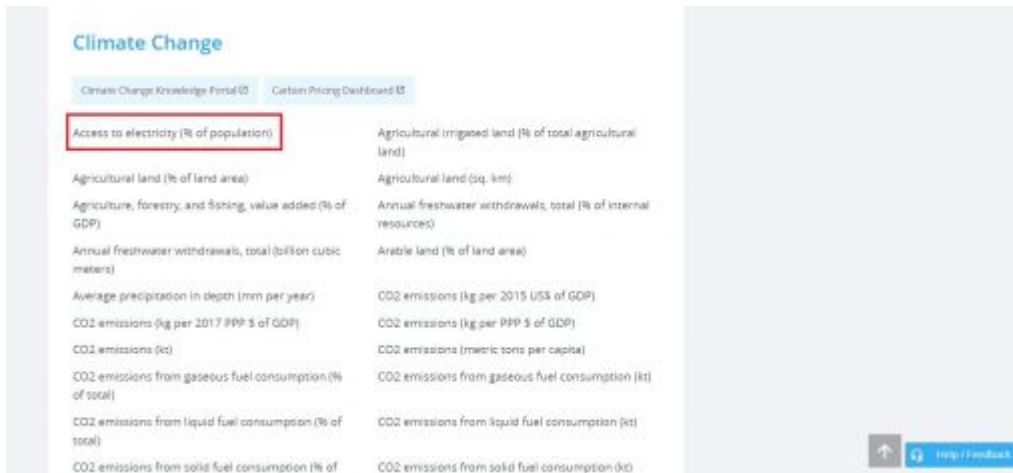 Climate Change
Climate Change Knowledge Portal
Carbon Pricing Dashboard
Access to electricity (% of population)
Agricultural irrigated land (% of total agricultural
land)
Agricultural land (% of land area)
Agricultural land (sq. km)
Agriculture, forestry, and fishing, value added (% of
GDP)
Annual freshwater withdrawals, total (% of internal
resources)
Annual freshwater withdrawals, total (billion cubic
meters)
Arable land (% of land area)
Average precipitation in depth (mm per year)
CO2 emissions (kg per 2015 US$ of GDP)
CO2 emissions (kg per 2017 PPP $ of GDP)
CO2 emissions (kg per PPP $ of GDP)
CO2 emissions (kt)
CO2 emissions (metric tons per capita)
CO2 emissions from gaseous fuel consumption (%
of total)
CO2 emissions from gaseous fuel consumption (kt)
CO2 emissions from liquid fuel consumption (% of
total)
CO2 emissions from liquid fuel consumption (kt)
CO2 emissions from solid fuel consumption (% of
CO2 emissions from solid fuel consumption (kt)
Help / Feedback